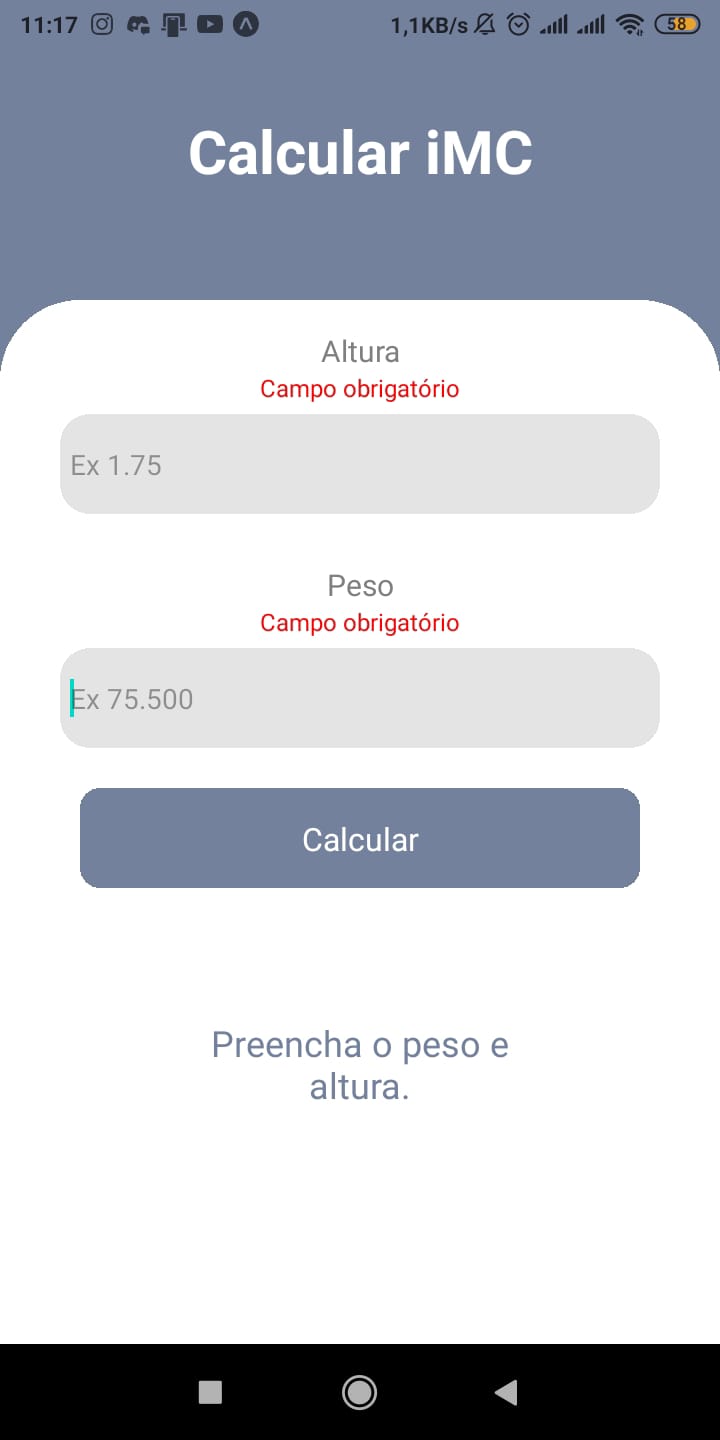 11:17 1,1KB/s 58
Calcular iMC
Altura
Campo obrigatório
Ex 1.75
Peso
Campo obrigatório
Ex 75.500
Calcular
Preencha o peso e
altura.